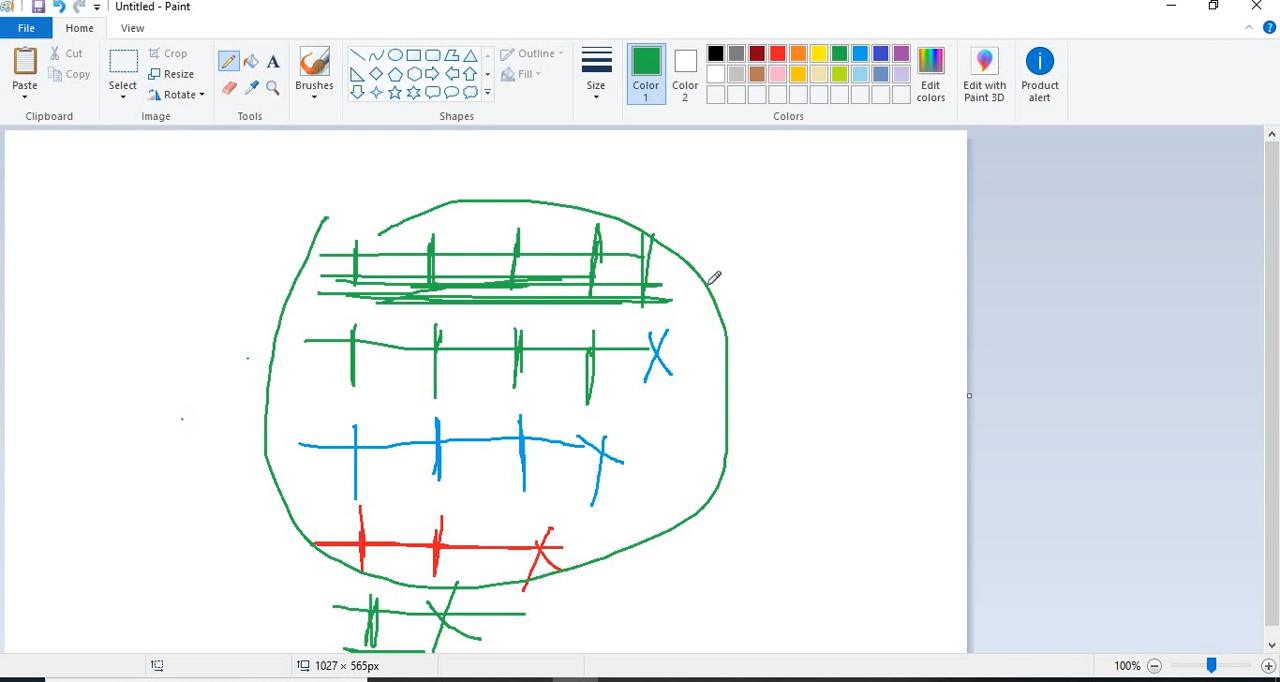 Untitled - Paint
File Home View
Paste
Cut
Copy
Clipboard
Select
Crop
Resize
Rotate
Image
A
Tools
Brushes
Outline
Fill
Shapes
Size
Color 1
Color 2
Edit colors
Colors
Edit with Paint 3D
Product alert
X
X
X
X
1027 × 565px
100%